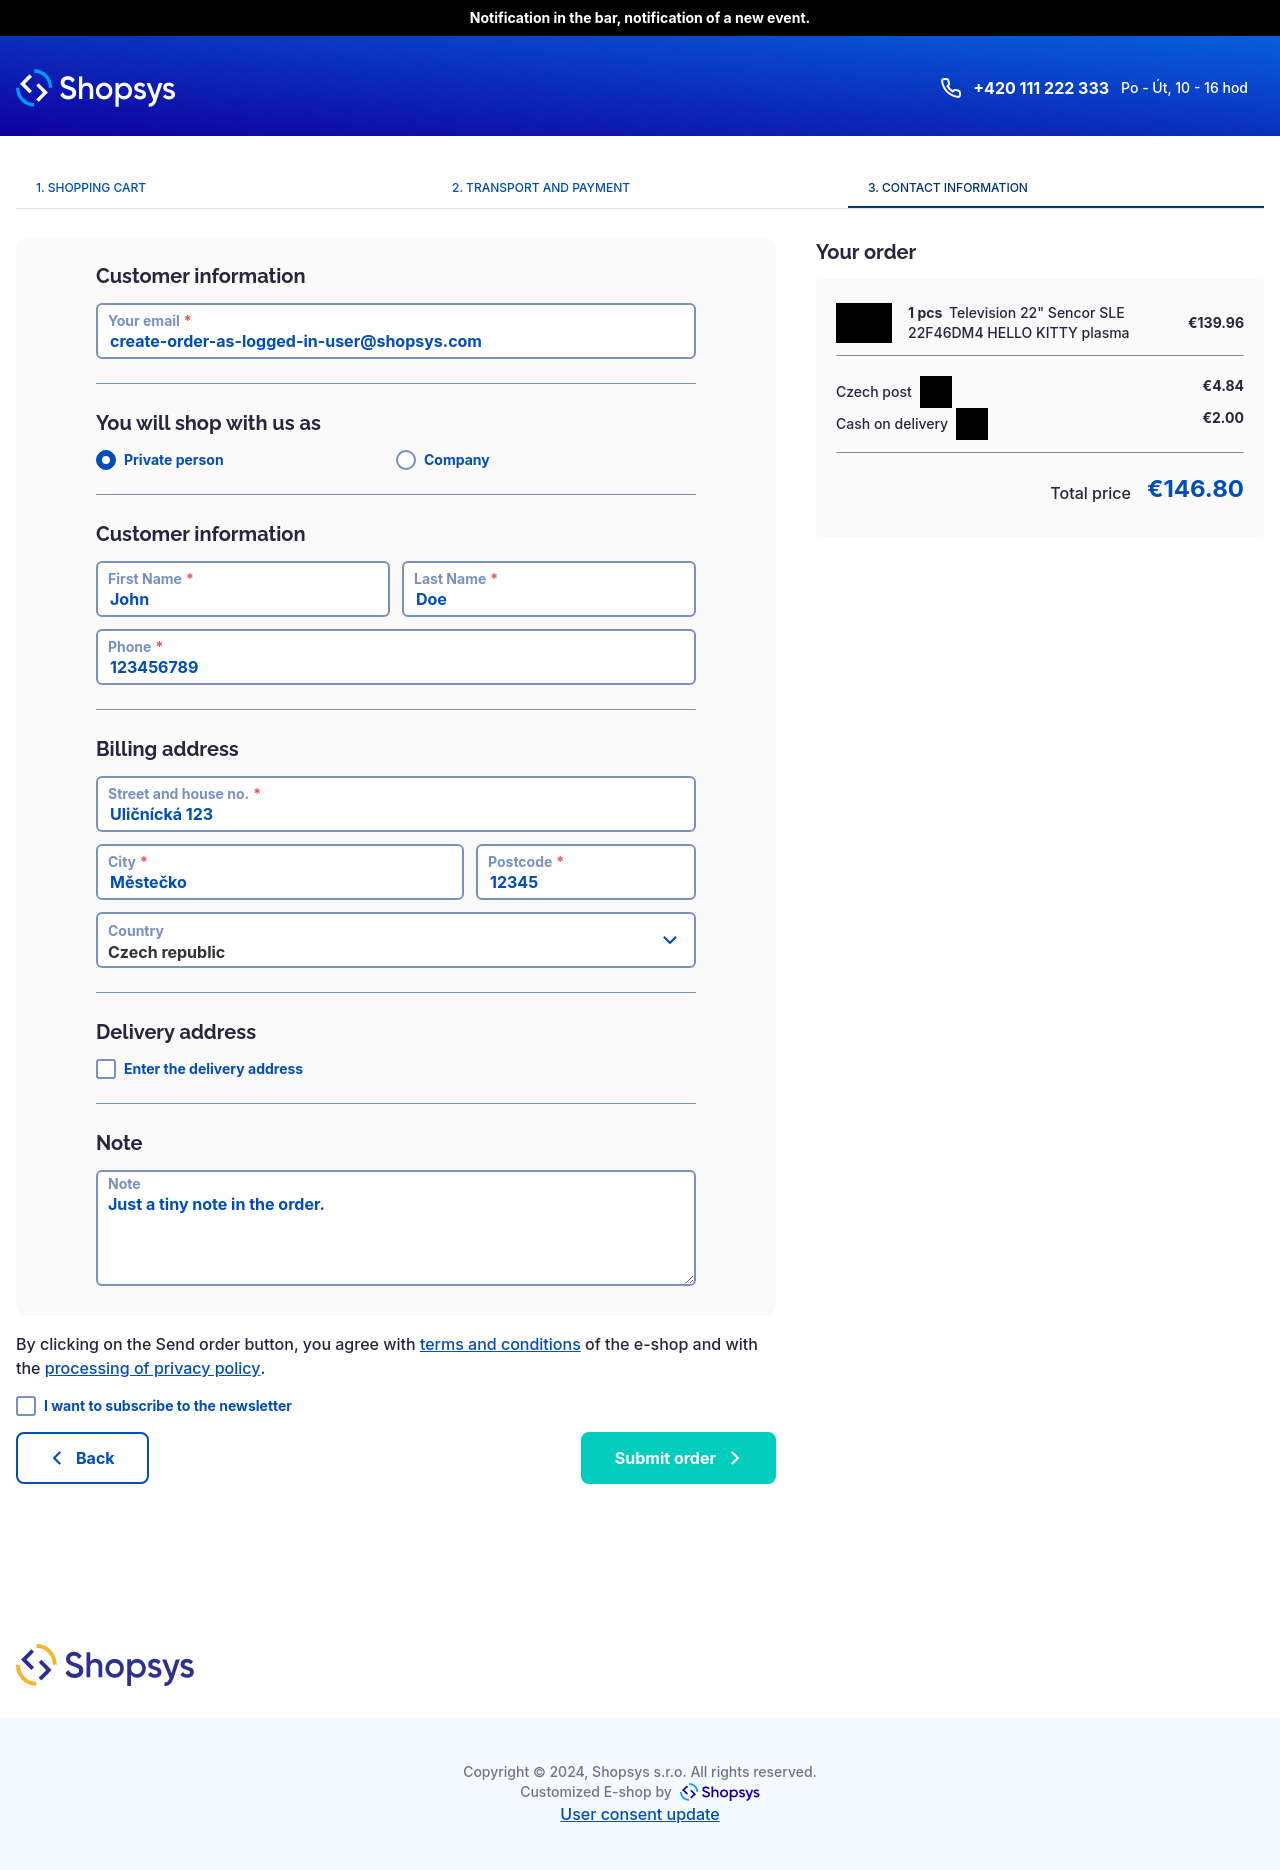 Notification in the bar, notification of a new event.
Shopsys
+420 111 222 333 Po - Út, 10 - 16 hod
1. SHOPPING CART
2. TRANSPORT AND PAYMENT
3. CONTACT INFORMATION
Customer information
Your email *
create-order-as-logged-in-user@shopsys.com
You will shop with us as
Private person
Company
Customer information
First Name *
John
Last Name *
Doe
Phone *
123456789
Billing address
Street and house no. *
Uličnícká 123
City *
Městečko
Postcode *
12345
Country
Czech republic
Delivery address
Enter the delivery address
Note
Note
Just a tiny note in the order.
By clicking on the Send order button, you agree with terms and conditions of the e-shop and with
the processing of privacy policy.
I want to subscribe to the newsletter
Back
Submit order
Your order
1 pcs Television 22" Sencor SLE
22F46DM4 HELLO KITTY plasma
€139.96
Czech post
€4.84
Cash on delivery
€2.00
Total price €146.80
Shopsys
Copyright © 2024, Shopsys s.r.o. All rights reserved.
Customized E-shop by Shopsys
User consent update